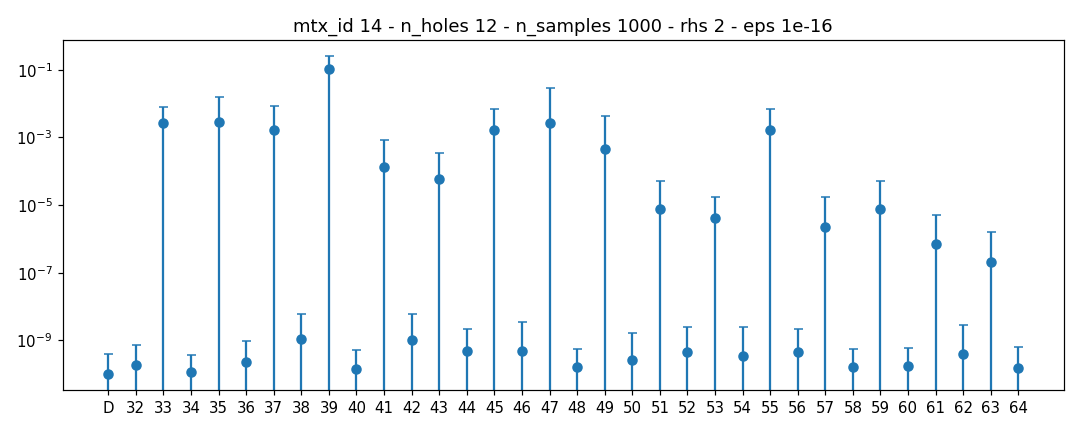 mtx_id 14 - n_holes 12 - n_samples 1000 - rhs 2 - eps 1e-16
10⁻¹
10⁻³
10⁻⁵
10⁻⁷
10⁻⁹
D 32 33 34 35 36 37 38 39 40 41 42 43 44 45 46 47 48 49 50 51 52 53 54 55 56 57 58 59 60 61 62 63 64